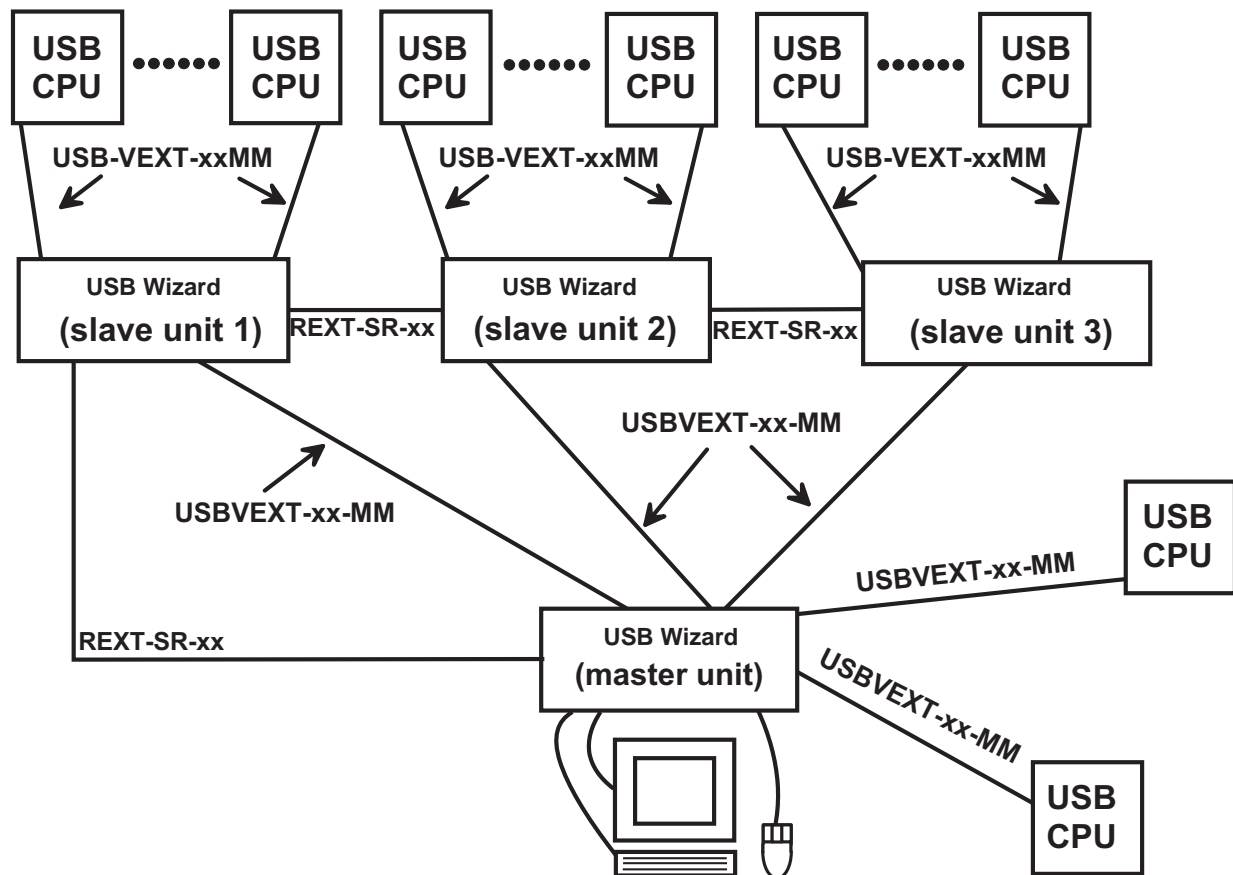 USB
CPU
USB
CPU
USB
CPU
USB
CPU
USB
CPU
USB
CPU
USB-VEXT-xxMM
USB-VEXT-xxMM
USB-VEXT-xxMM
USB Wizard
(slave unit 1)
REXT-SR-xx
USB Wizard
(slave unit 2)
REXT-SR-xx
USB Wizard
(slave unit 3)
USBVEXT-xx-MM
USBVEXT-xx-MM
USB
CPU
USBVEXT-xx-MM
REXT-SR-xx
USB Wizard
(master unit)
USBVEXT-xx-MM
USB
CPU